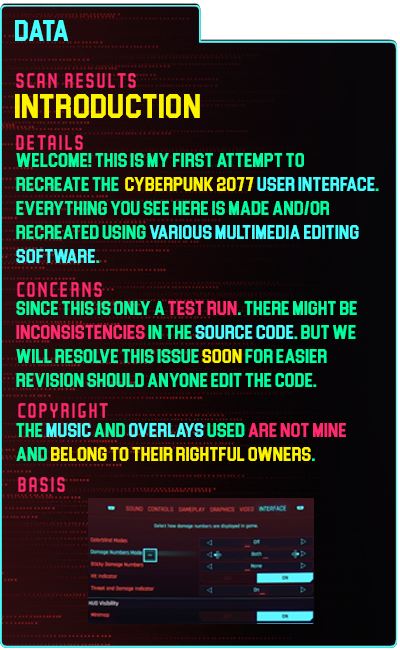 DATA
SCAN RESULTS
INTRODUCTION
DETAILS
WELCOME! THIS IS MY FIRST ATTEMPT TO
RECREATE THE CYBERPUNK 2077 USER INTERFACE.
EVERYTHING YOU SEE HERE IS MADE AND/OR
RECREATED USING VARIOUS MULTIMEDIA EDITING
SOFTWARE.
CONCERNS
SINCE THIS IS ONLY A TEST RUN. THERE MIGHT BE
INCONSISTENCIES IN THE SOURCE CODE. BUT WE
WILL RESOLVE THIS ISSUE SOON FOR EASIER
REVISION SHOULD ANYONE EDIT THE CODE.
COPYRIGHT
THE MUSIC AND OVERLAYS USED ARE NOT MINE
AND BELONG TO THEIR RIGHTFUL OWNERS.
BASIS
SOUND CONTROLS GAMEPLAY GRAPHICS VIDEO INTERFACE
Select how damage numbers are displayed in game.
Colorblind Modes Off
Damage Numbers Mode Both
Sticky Damage Numbers None
Hit Indicator ON
Threat and Damage Indicator On
HUD Visibility
Minimap ON